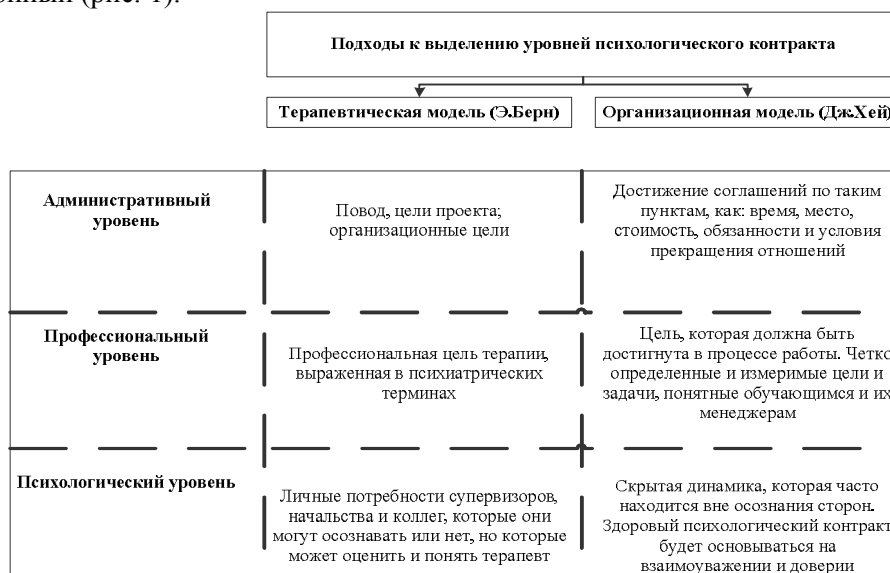 (рис. 1).
Подходы к выделению уровней психологического контракта
Терапевтическая модель (Э.Берн)
Организационная модель (Дж.Хей)
Административный
уровень
Повод, цели проекта;
организационные цели
Достижение соглашений по таким
пунктам, как: время, место,
стоимость, обязанности и условия
прекращения отношений
Профессиональный
уровень
Профессиональная цель терапии,
выраженная в психиатрических
терминах
Цель, которая должна быть
достигнута в процессе работы. Четко
определенные и измеримые цели и
задачи, понятные обучающимся и их
менеджерам
Психологический уровень
Личные потребности супервизоров,
начальства и коллег, которые они
могут осознавать или нет, но которые
может оценить и понять терапевт
Скрытая динамика, которая часто
находится вне осознания сторон.
Здоровый психологический контракт
будет основываться на
взаимоуважении и доверии